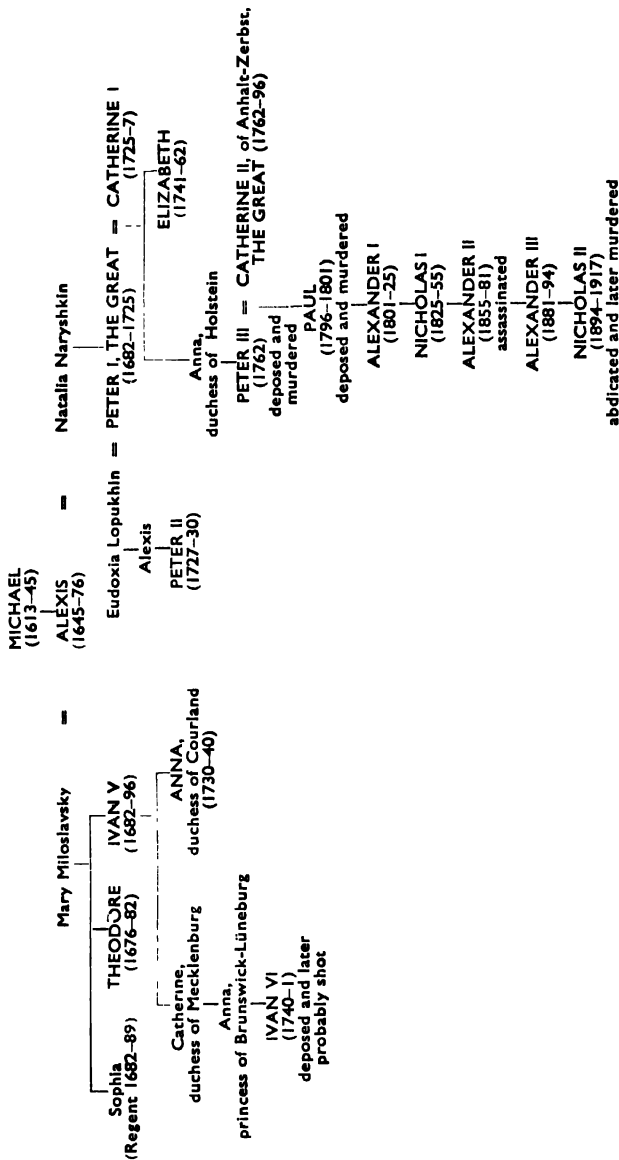 MICHAEL
(1613–45)
Mary Miloslavsky = ALEXIS = Natalia Naryshkin
(1645–76)
Sophia
(Regent 1682–89)
THEODORE
(1676–82)
IVAN V
(1682–96)
Eudoxia Lopukhin = PETER I, THE GREAT = CATHERINE I
(1682–1725)
(1725–7)
Alexis
PETER II
(1727–30)
Catherine,
duchess of Mecklenburg
ANNA,
duchess of Courland
(1730–40)
Anna,
princess of Brunswick-Lüneburg
IVAN VI
(1740–1)
deposed and later
probably shot
Anna,
duchess of Holstein
ELIZABETH
(1741–62)
PETER III = CATHERINE II, of Anhalt-Zerbst,
(1762)
THE GREAT (1762–96)
deposed and
murdered
PAUL
(1796–1801)
deposed and murdered
ALEXANDER I
(1801–25)
NICHOLAS I
(1825–55)
ALEXANDER II
(1855–81)
assassinated
ALEXANDER III
(1881–94)
NICHOLAS II
(1894–1917)
abdicated and later murdered